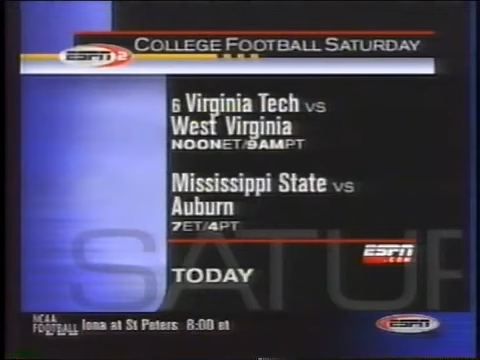 COLLEGE FOOTBALL SATURDAY
ESPN2
6 Virginia Tech VS
West Virginia
NOONET/9AMPT
Mississippi State VS
Auburn
7ET/4PT
SATUR
ESPN
.COM
TODAY
NCAA
FOOTBALL
Iona at St Peters 8:00 et
ESPN